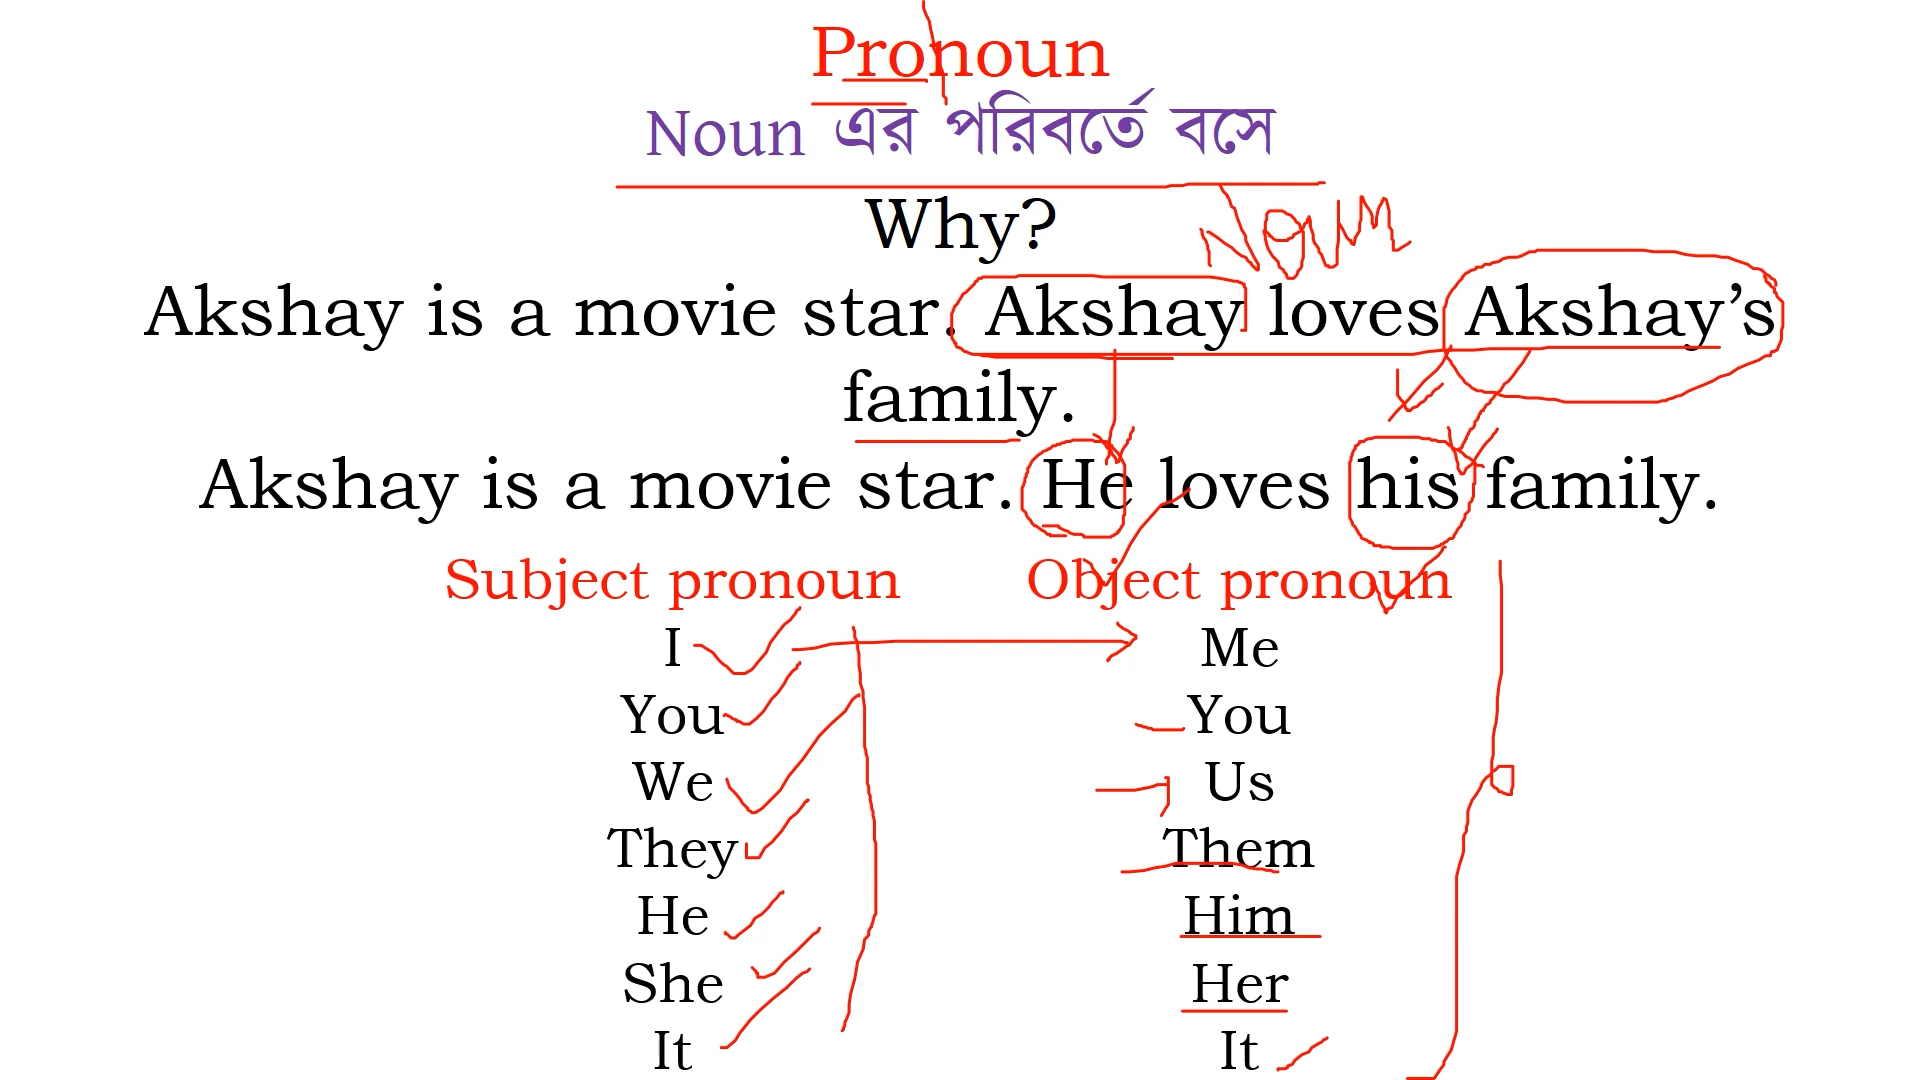 Pronoun
Noun এর পরিবর্তে বসে
Why?
Noun
Akshay is a movie star. Akshay loves Akshay’s
family.
Akshay is a movie star. He loves his family.
Subject pronoun Object pronoun
I Me
You You
We Us
They Them
He Him
She Her
It It